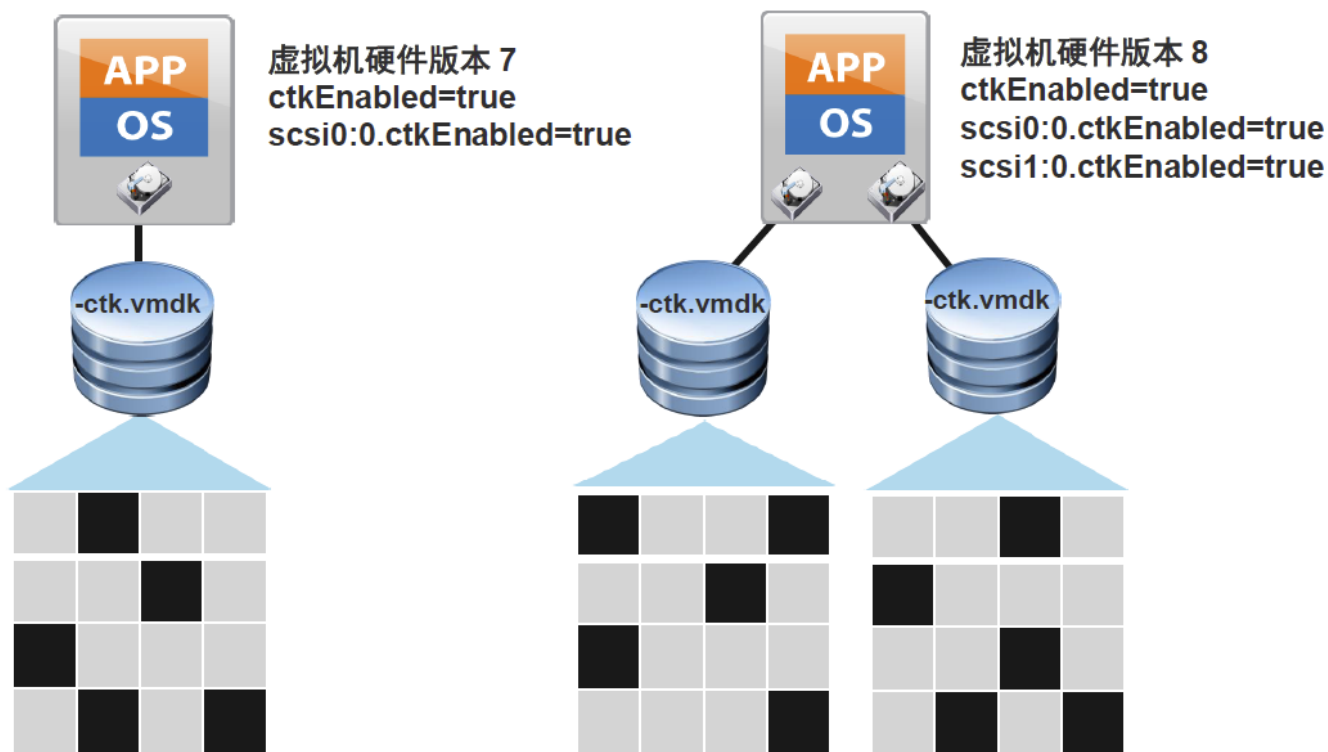 APP
OS
虚拟机硬件版本 7
ctkEnabled=true
scsi0:0.ctkEnabled=true
-ctk.vmdk
APP
OS
虚拟机硬件版本 8
ctkEnabled=true
scsi0:0.ctkEnabled=true
scsi1:0.ctkEnabled=true
-ctk.vmdk
-ctk.vmdk